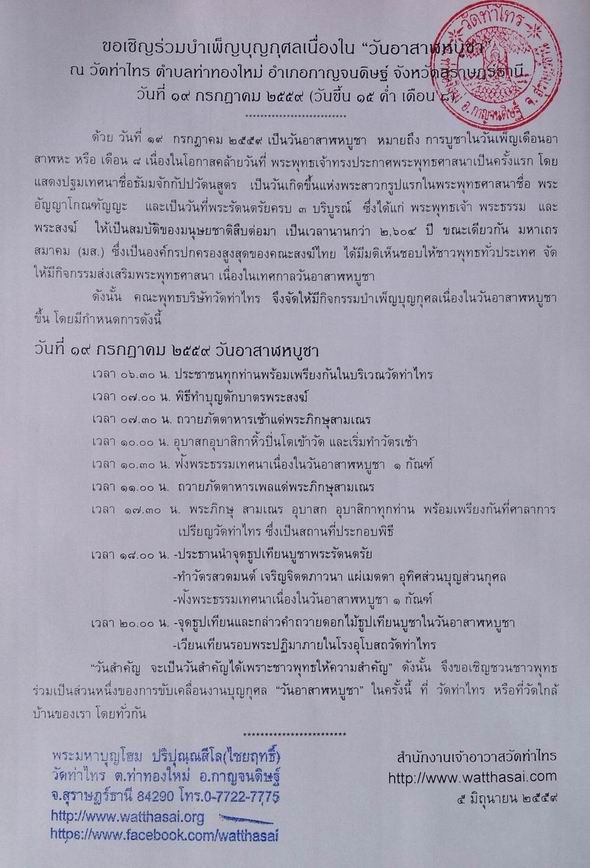 ขอเชิญร่วมบำเพ็ญบุญกุศลเนื่องใน “วันอาสาฬหบูชา”
ณ วัดท่าไทร ตำบลท่าทองใหม่ อำเภอกาญจนดิษฐ์ จังหวัดสุราษฎร์ธานี
วันที่ ๑๙ กรกฎาคม ๒๕๕๙ (วันขึ้น ๑๕ ค่ำ เดือน ๘)
วัดท่าไทร
อ.กาญจนดิษฐ์
*************************
ด้วย วันที่ ๑๙ กรกฎาคม ๒๕๕๙ เป็นวันอาสาฬหบูชา หมายถึง การบูชาในวันเพ็ญเดือนอา
สาฬหะ หรือ เดือน ๘ เนื่องในโอกาสคล้ายวันที่ พระพุทธเจ้าทรงประกาศพระพุทธศาสนาเป็นครั้งแรก โดย
แสดงปฐมเทศนาชื่อธัมมจักกัปปวัตนสูตร เป็นวันเกิดขึ้นแห่งพระสาวกรูปแรกในพระพุทธศาสนาชื่อ พระ
อัญญาโกณฑัญญะ และเป็นวันที่พระรัตนตรัยครบ ๓ บริบูรณ์ ซึ่งได้แก่ พระพุทธเจ้า พระธรรม และ
พระสงฆ์ ให้เป็นสมบัติของมนุษยชาติสืบต่อมา เป็นเวลานานกว่า ๒,๖๐๔ ปี ขณะเดียวกัน มหาเถร
สมาคม (มส.) ซึ่งเป็นองค์กรปกครองสูงสุดของคณะสงฆ์ไทย ได้มีมติเห็นชอบให้ชาวพุทธทั่วประเทศ จัด
ให้มีกิจกรรมส่งเสริมพระพุทธศาสนา เนื่องในเทศกาลวันอาสาฬหบูชา
ดังนั้น คณะพุทธบริษัทวัดท่าไทร จึงจัดให้มีกิจกรรมบำเพ็ญบุญกุศลเนื่องในวันอาสาฬหบูชา
ขึ้น โดยมีกำหนดการดังนี้
วันที่ ๑๙ กรกฎาคม ๒๕๕๙ วันอาสาฬหบูชา
เวลา ๐๖.๓๐ น. ประชาชนทุกท่านพร้อมเพรียงกันในบริเวณวัดท่าไทร
เวลา ๐๗.๐๐ น. พิธีทำบุญตักบาตรพระสงฆ์
เวลา ๐๗.๓๐ น. ถวายภัตตาหารเช้าแด่พระภิกษุสามเณร
เวลา ๑๐.๐๐ น. อุบาสกอุบาสิกาหิ้วปิ่นโตเข้าวัด และเริ่มทำวัตรเช้า
เวลา ๑๐.๓๐ น. ฟังพระธรรมเทศนาเนื่องในวันอาสาฬหบูชา ๑ กัณฑ์
เวลา ๑๑.๐๐ น. ถวายภัตตาหารเพลแด่พระภิกษุสามเณร
เวลา ๑๗.๓๐ น. พระภิกษุ สามเณร อุบาสก อุบาสิกาทุกท่าน พร้อมเพรียงกันที่ศาลาการ
เปรียญวัดท่าไทร ซึ่งเป็นสถานที่ประกอบพิธี
เวลา ๑๘.๐๐ น. -ประธานนำจุดธูปเทียนบูชาพระรัตนตรัย
-ทำวัตรสวดมนต์ เจริญจิตตภาวนา แผ่เมตตา อุทิศส่วนบุญส่วนกุศล
-ฟังพระธรรมเทศนาเนื่องในวันอาสาฬหบูชา ๑ กัณฑ์
เวลา ๒๐.๐๐ น. -จุดธูปเทียนและกล่าวคำถวายดอกไม้ธูปเทียนบูชาในวันอาสาฬหบูชา
-เวียนเทียนรอบพระปฏิมาภายในโรงอุโบสถวัดท่าไทร
“วันสำคัญ จะเป็นวันสำคัญได้เพราะชาวพุทธให้ความสำคัญ” ดังนั้น จึงขอเชิญชวนชาวพุทธ
ร่วมเป็นส่วนหนึ่งของการขับเคลื่อนงานบุญกุศล “วันอาสาฬหบูชา” ในครั้งนี้ ที่ วัดท่าไทร หรือที่วัดใกล้
บ้านของเรา โดยทั่วกัน
*************************
พระมหาบุญโฮม ปริปุณฺณสีโล(ไชยฤทธิ์)
วัดท่าไทร ต.ท่าทองใหม่ อ.กาญจนดิษฐ์
จ.สุราษฎร์ธานี 84290 โทร.0-7722-7775
http://www.watthasai.org
https://www.facebook.com/watthasai
สำนักงานเจ้าอาวาสวัดท่าไทร
http://www.watthasai.com
๕ มิถุนายน ๒๕๕๙